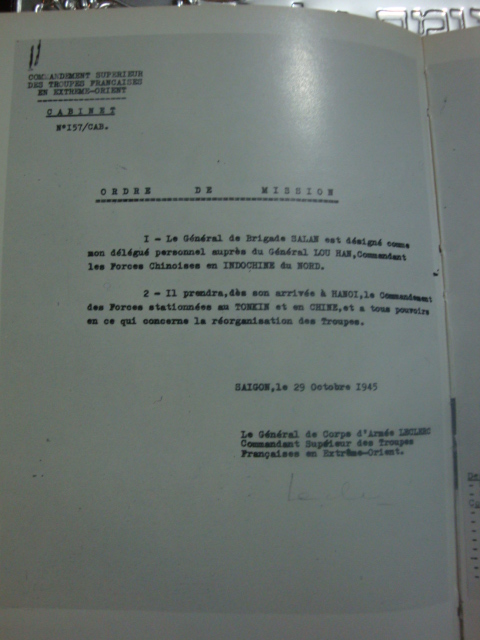 COMMANDEMENT SUPERIEUR
DES TROUPES FRANCAISES
EN EXTREME-ORIENT
CABINET
N°157/CAB.
ORDRE DE MISSION
I - Le Général de Brigade SALAN est désigné comme
mon délégué personnel auprès du Général LOU HAN,Commandant
les Forces Chinoises en INDOCHINE du NORD.
2 - Il prendra,dès son arrivée à HANOI,le Commandement
des Forces stationnées au TONKIN et en CHINE,et a tous pouvoirs
en ce qui concerne la réorganisation des Troupes.
SAIGON,le 29 Octobre 1945
Le Général de Corps d'Armée LECLERC
Commandant Supérieur des Troupes
Françaises en Extrême-Orient.
Leclerc